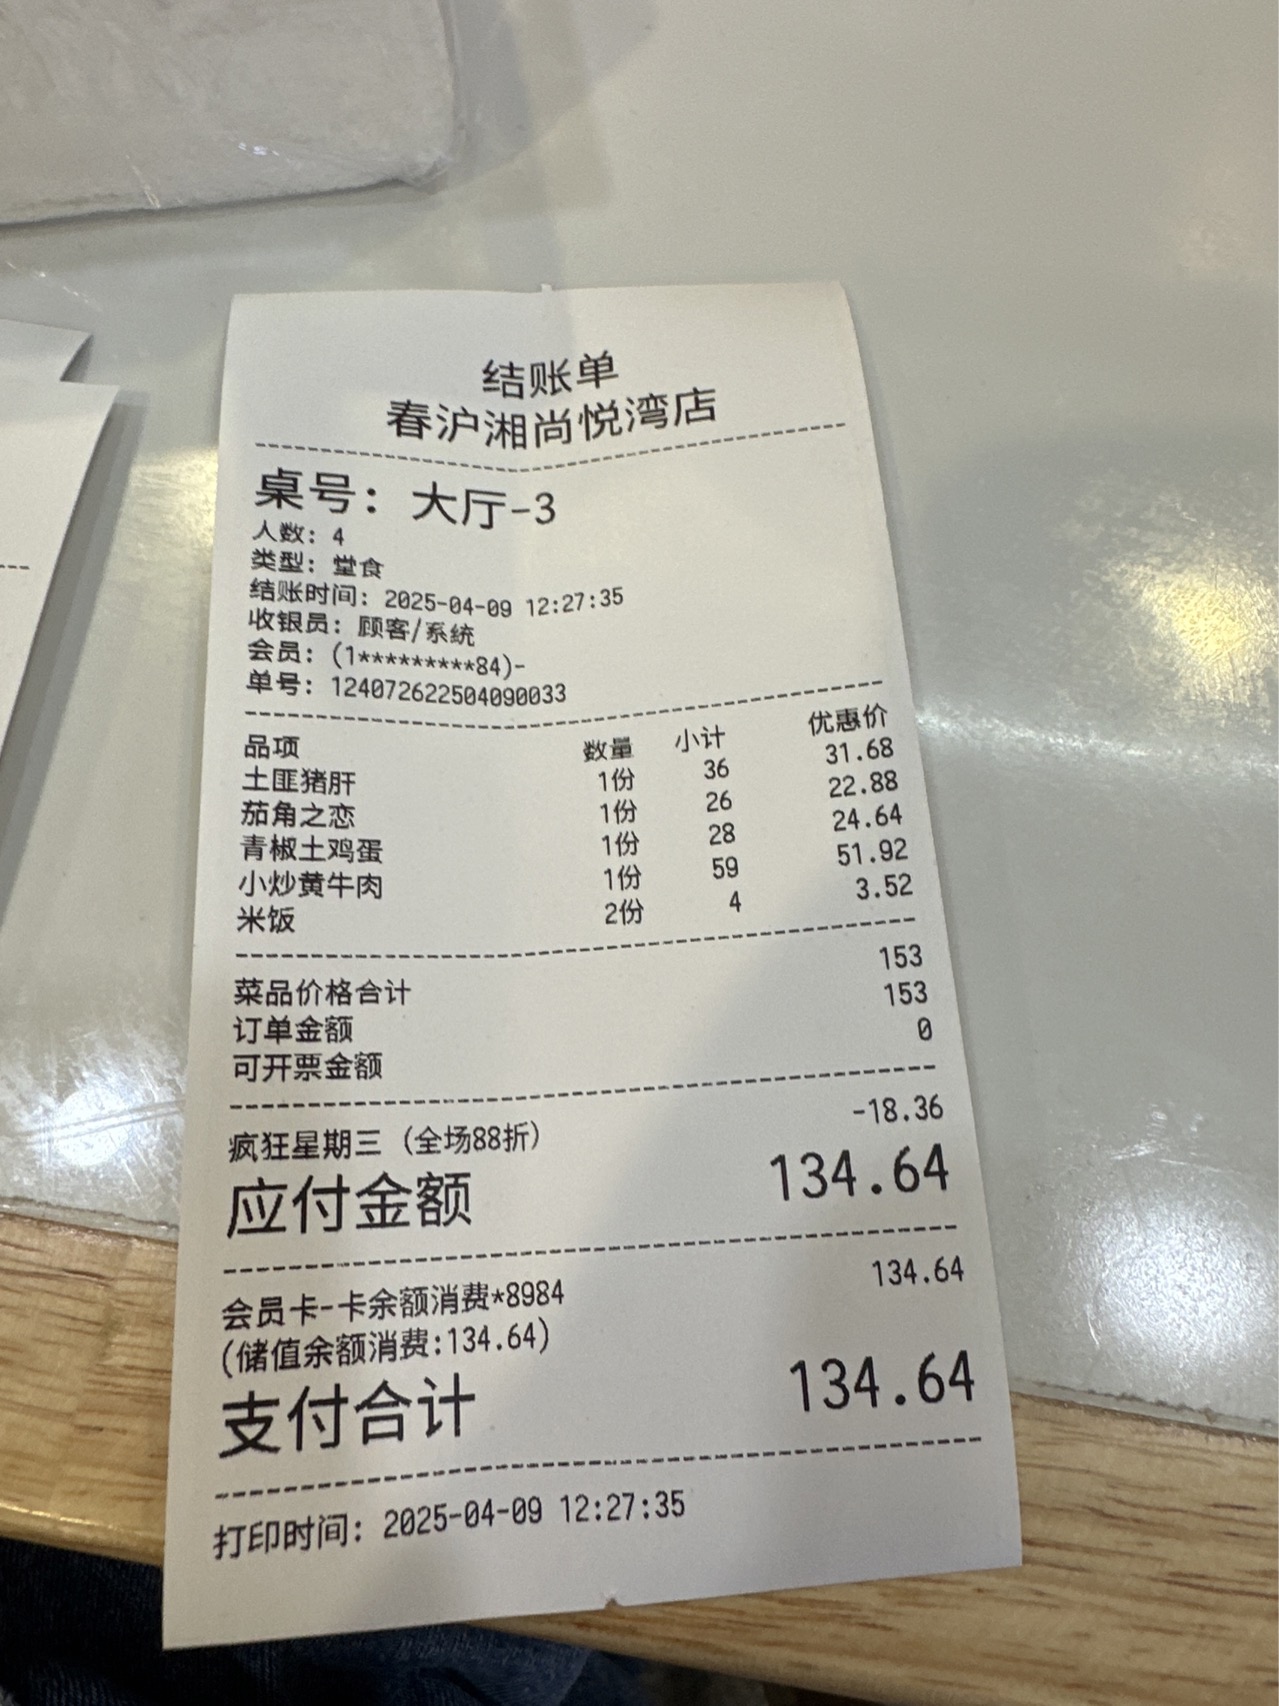 结账单
春沪湘尚悦湾店
桌号：大厅-3
人数：4
类型：堂食
结账时间：2025-04-09 12:27:35
收银员：顾客/系統
会员：(1*********84)-
单号：124072622504090033
品项 数量 小计 优惠价
土匪猪肝 1份 36 31.68
茄角之恋 1份 26 22.88
青椒土鸡蛋 1份 28 24.64
小炒黄牛肉 1份 59 51.92
米饭 2份 4 3.52
菜品价格合计 153
订单金额 153
可开票金额 0
疯狂星期三（全场88折） -18.36
应付金额 134.64
会员卡-卡余额消费*8984 134.64
(储值余额消费:134.64)
支付合计 134.64
打印时间：2025-04-09 12:27:35